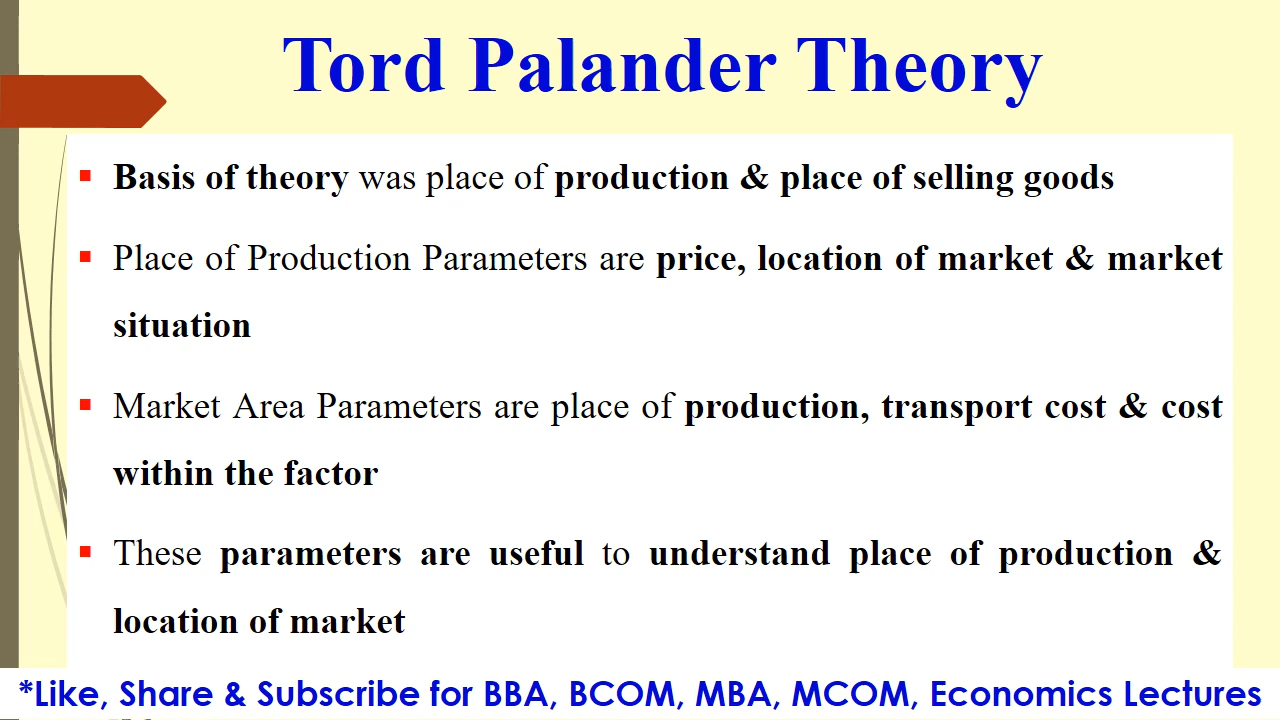 Tord Palander Theory
▪ Basis of theory was place of production & place of selling goods
▪ Place of Production Parameters are price, location of market & market
situation
▪ Market Area Parameters are place of production, transport cost & cost
within the factor
▪ These parameters are useful to understand place of production &
location of market
*Like, Share & Subscribe for BBA, BCOM, MBA, MCOM, Economics Lectures